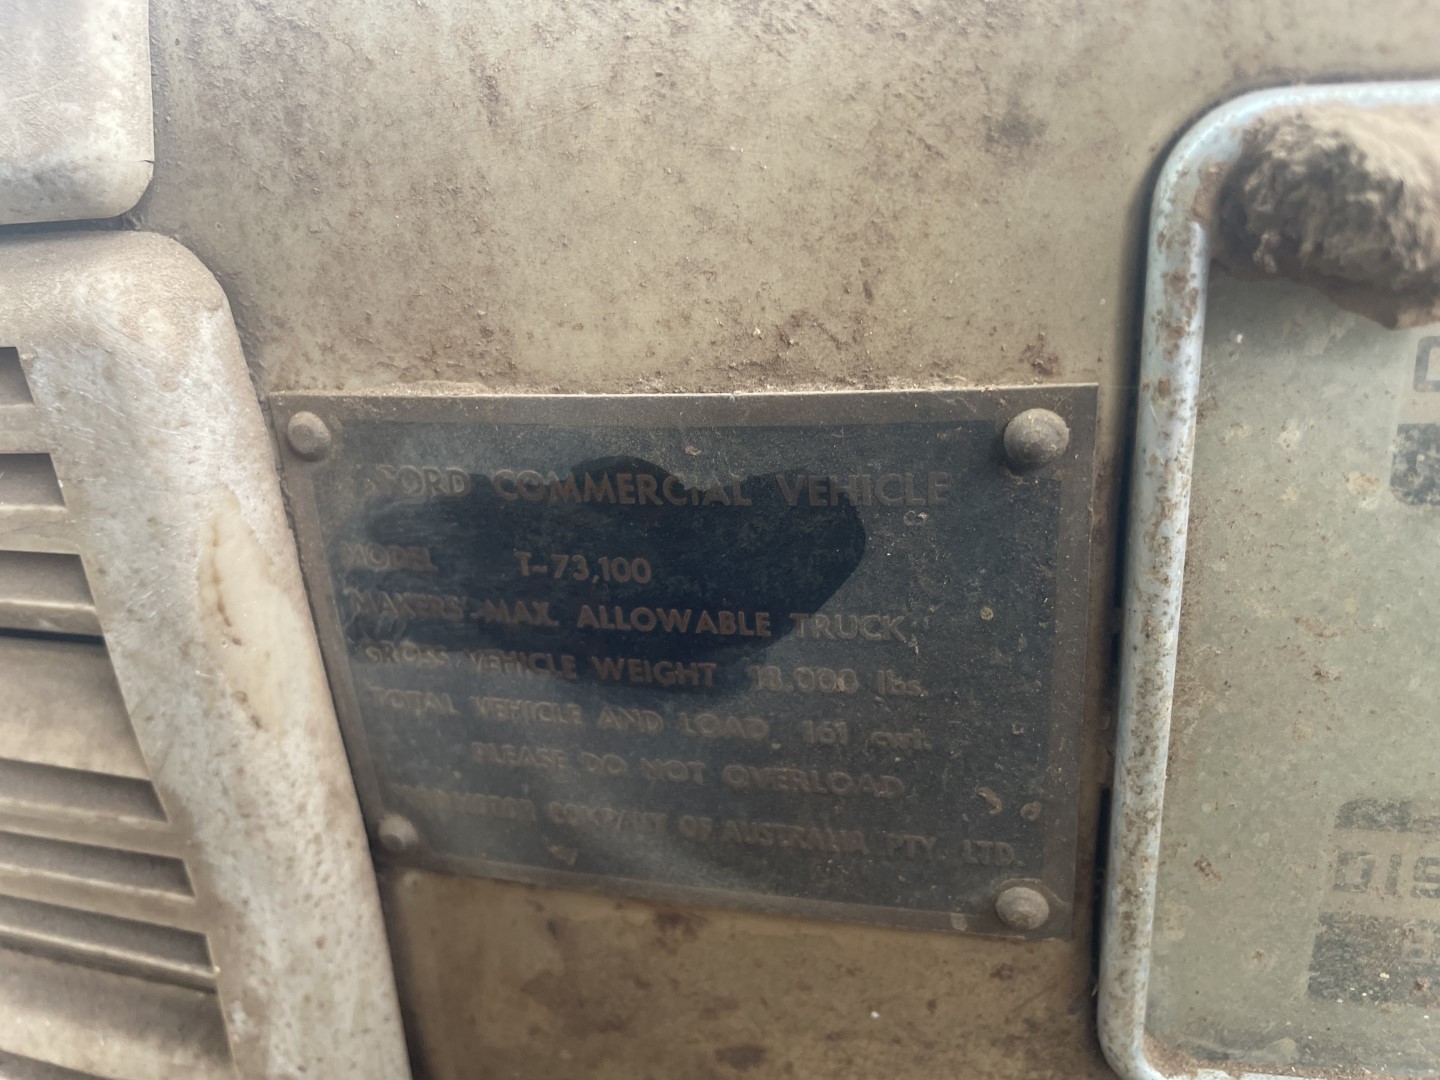 FORD COMMERCIAL VEHICLE
MODEL T-73,100
MAKERS' MAX. ALLOWABLE TRUCK,
GROSS VEHICLE WEIGHT 18,000 lbs.
TOTAL VEHICLE AND LOAD, 161 cwt.
PLEASE DO NOT OVERLOAD
COMPANY OF AUSTRALIA PTY. LTD.
DIS